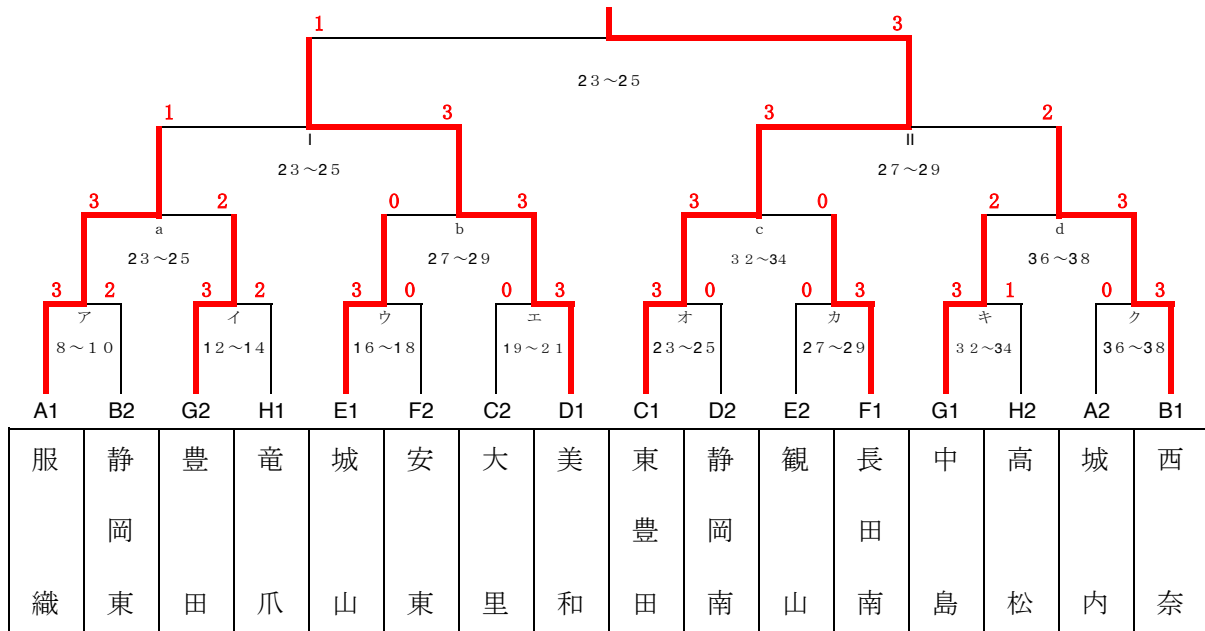 1 3
23～25
1 3 3 2
I II
23～25 27～29
3 2 0 3 3 0 2 3
a b c d
23～25 27～29 32～34 36～38
3 2 3 2 3 0 0 3 3 0 0 3 3 1 0 3
ア イ ウ エ オ カ キ ク
8～10 12～14 16～18 19～21 23～25 27～29 32～34 36～38
A1 B2 G2 H1 E1 F2 C2 D1 C1 D2 E2 F1 G1 H2 A2 B1
服織
静岡東
豊田
竜爪
城山
安東
大里
美和
東豊田
静岡南
観山
長田南
中島
高松
城内
西奈